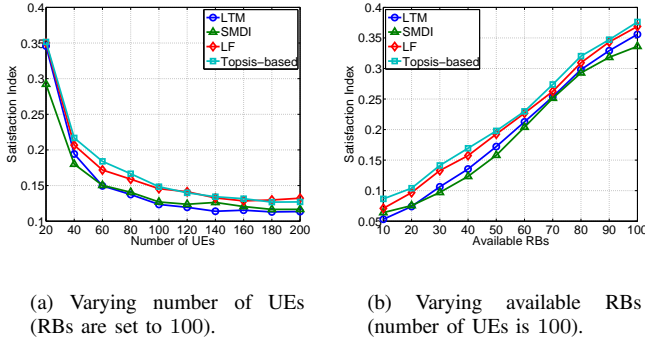 0.4
0.35
0.3
0.25
0.2
0.15
0.1
Satisfaction Index
20 40 60 80 100 120 140 160 180 200
Number of UEs
LTM
SMDI
LF
Topsis-based
(a) Varying number of UEs
(RBs are set to 100).
0.4
0.35
0.3
0.25
0.2
0.15
0.1
0.05
Satisfaction Index
10 20 30 40 50 60 70 80 90 100
Available RBs
LTM
SMDI
LF
Topsis-based
(b) Varying available RBs
(number of UEs is 100).